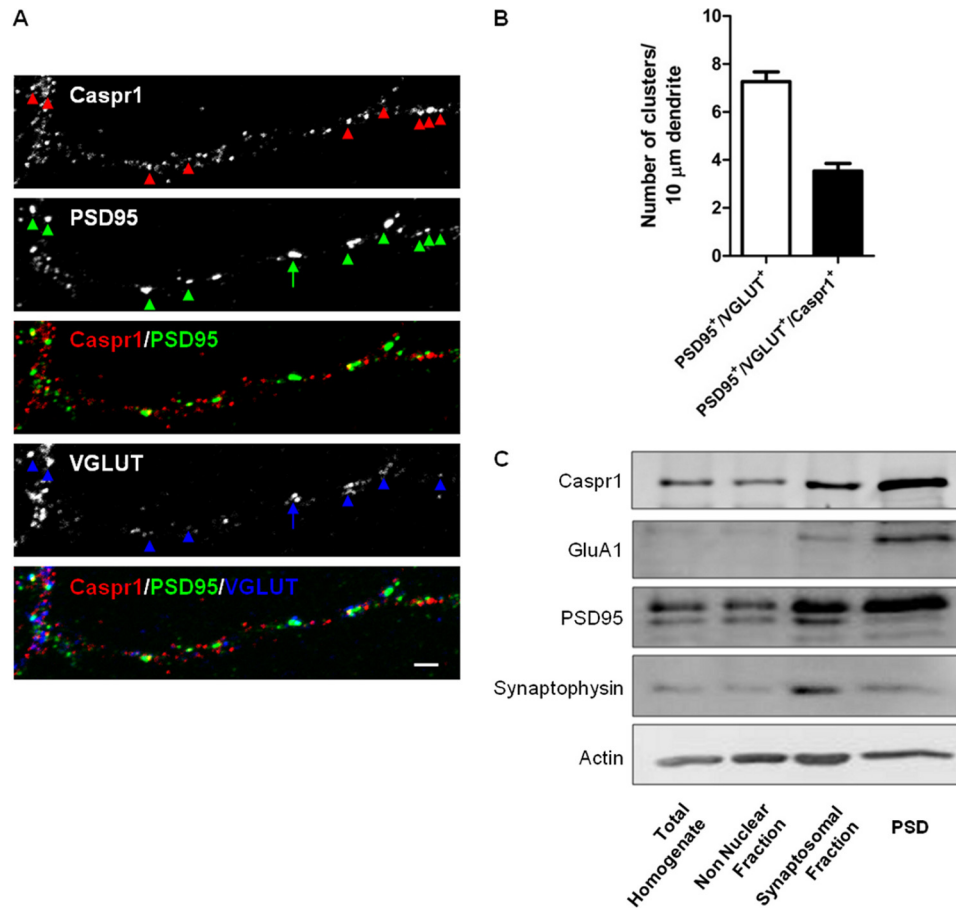 A
Caspr1
PSD95
Caspr1/PSD95
VGLUT
Caspr1/PSD95/VGLUT
B
Number of clusters/
10 µm dendrite
10
8
6
4
2
0
PSD95⁺/VGLUT⁺
PSD95⁺/VGLUT⁺/Caspr1⁺
C
Caspr1
GluA1
PSD95
Synaptophysin
Actin
Total
Homogenate
Non Nuclear
Fraction
Synaptosomal
Fraction
PSD